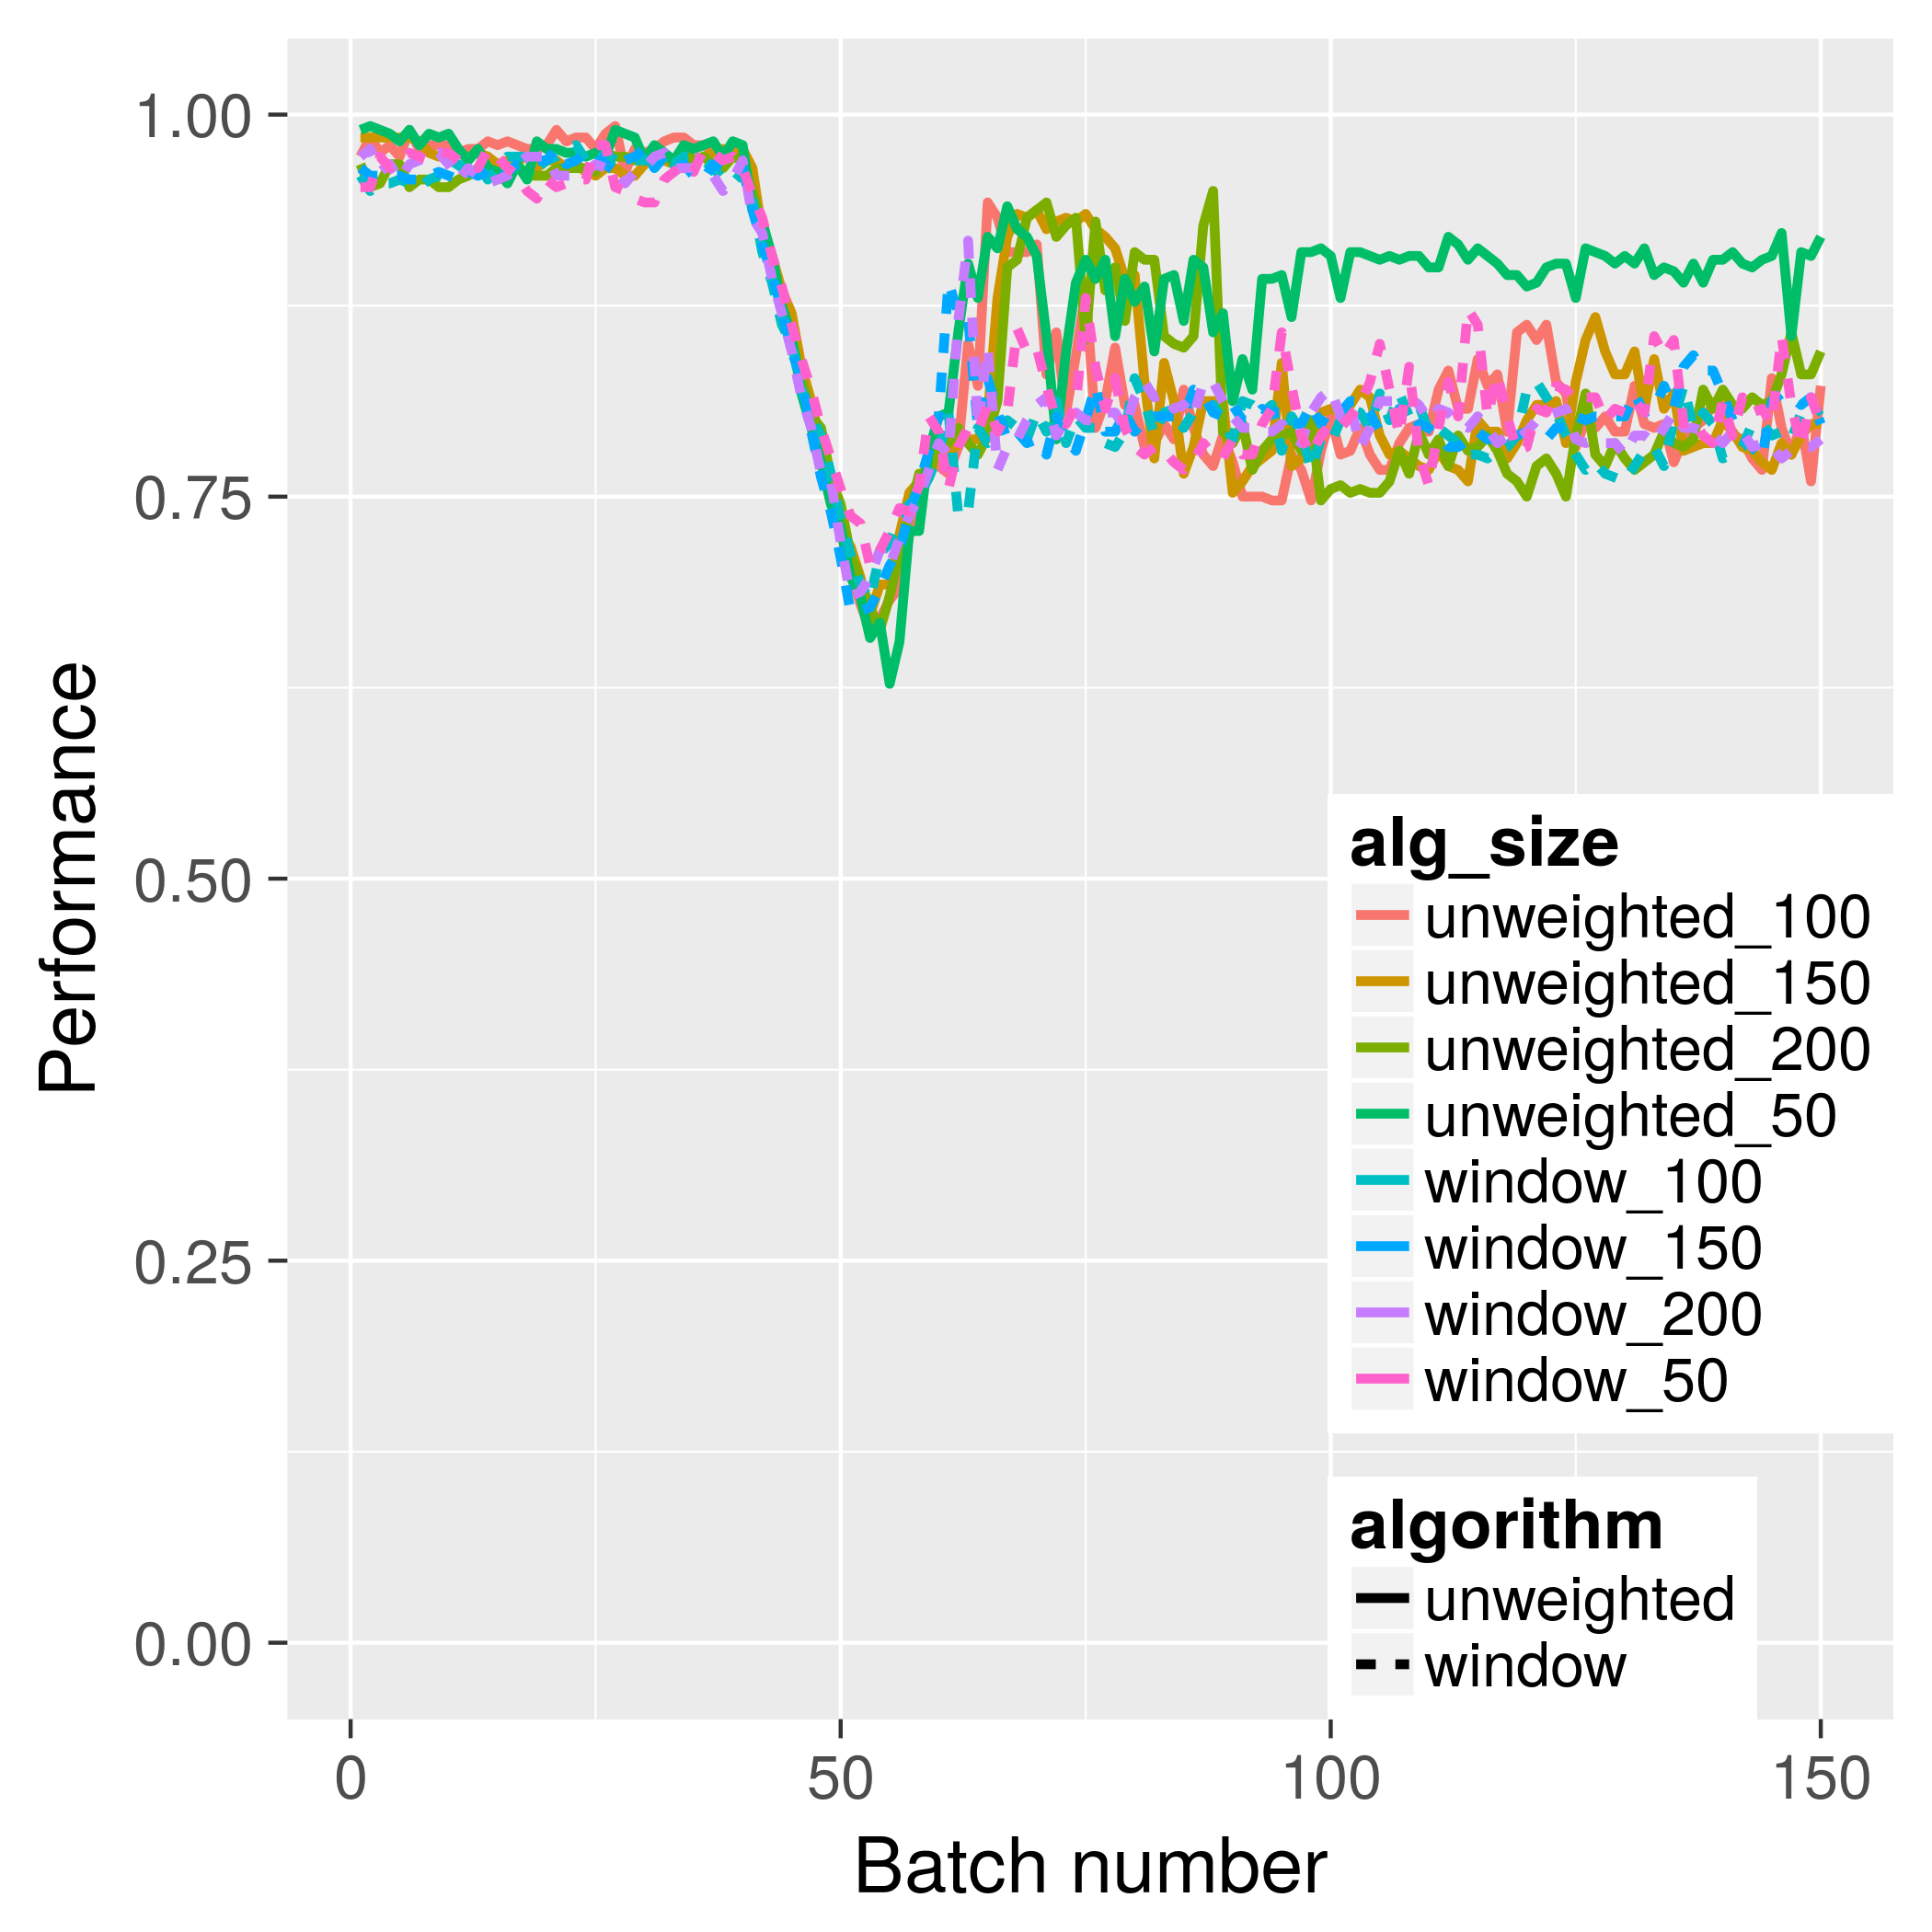 1.00
0.75
0.50
0.25
0.00
Performance
0
50
100
150
Batch number
alg_size
unweighted_100
unweighted_150
unweighted_200
unweighted_50
window_100
window_150
window_200
window_50
algorithm
unweighted
window